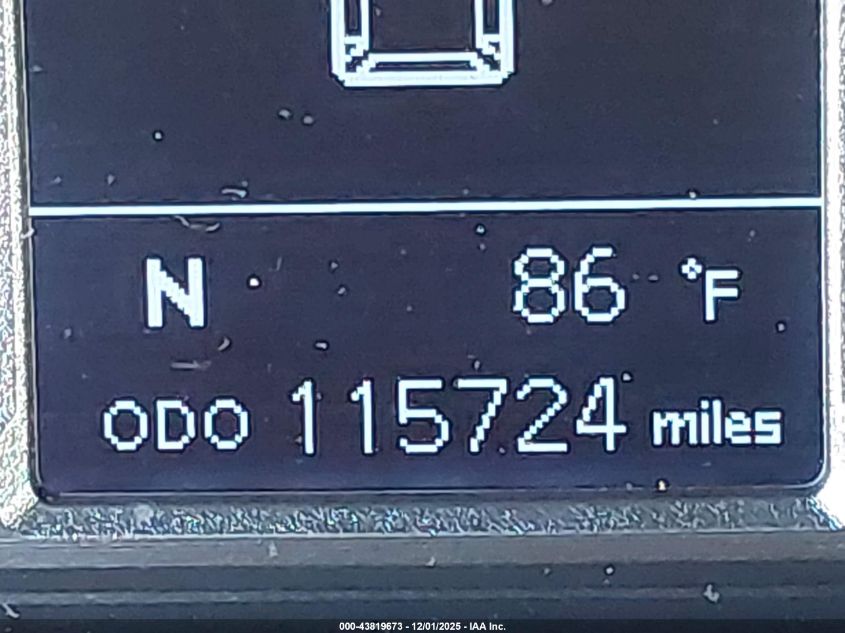 N 86 °F
ODO 115724 miles
000-43819673 - 12/01/2025 - IAA Inc.